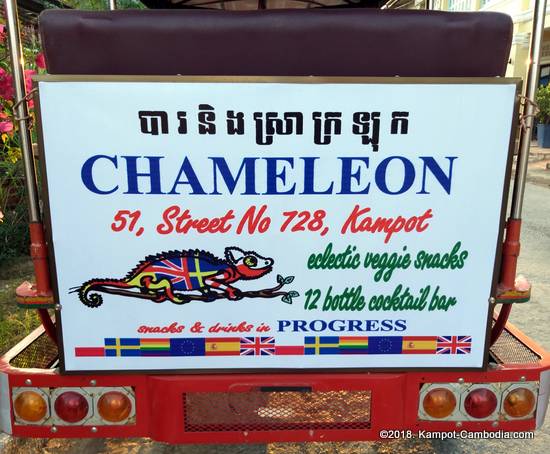 បារនិងស្រាក្រឡុក
CHAMELEON
51, Street No 728, Kampot
eclectic veggie snacks
12 bottle cocktail bar
snacks & drinks in PROGRESS
©2018. Kampot-Cambodia.com